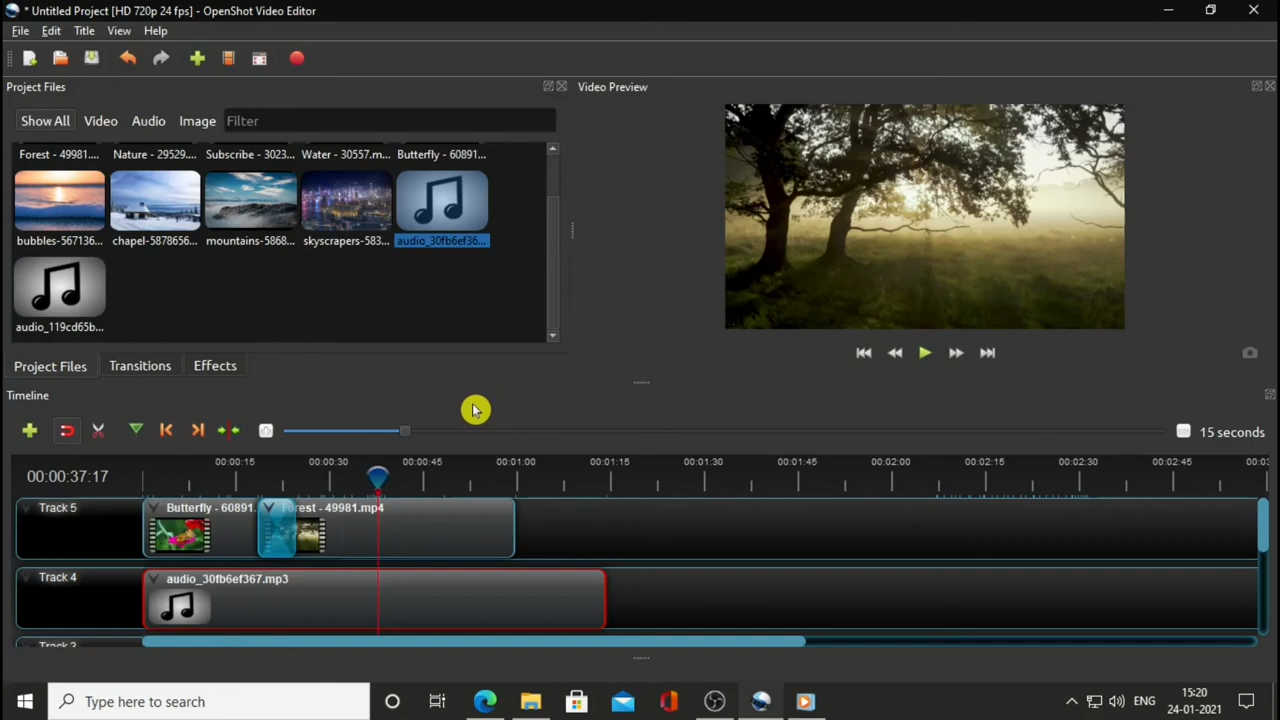 * Untitled Project [HD 720p 24 fps] - OpenShot Video Editor
File Edit Title View Help
Project Files
Video Preview
Show All Video Audio Image Filter
Forest - 49981.... Nature - 29529.... Subscribe - 3023... Water - 30557.m... Butterfly - 60891...
bubbles-567136... chapel-5878656... mountains-5868... skyscrapers-583... audio_30fb6ef36...
audio_119cd65b...
Project Files Transitions Effects
Timeline
15 seconds
00:00:37:17
00:00:15 00:00:30 00:00:45 00:01:00 00:01:15 00:01:30 00:01:45 00:02:00 00:02:15 00:02:30 00:02:45
Track 5 Butterfly - 60891. Forest - 49981.mp4
Track 4 audio_30fb6ef367.mp3
Track 3
Type here to search
ENG
15:20
24-01-2021